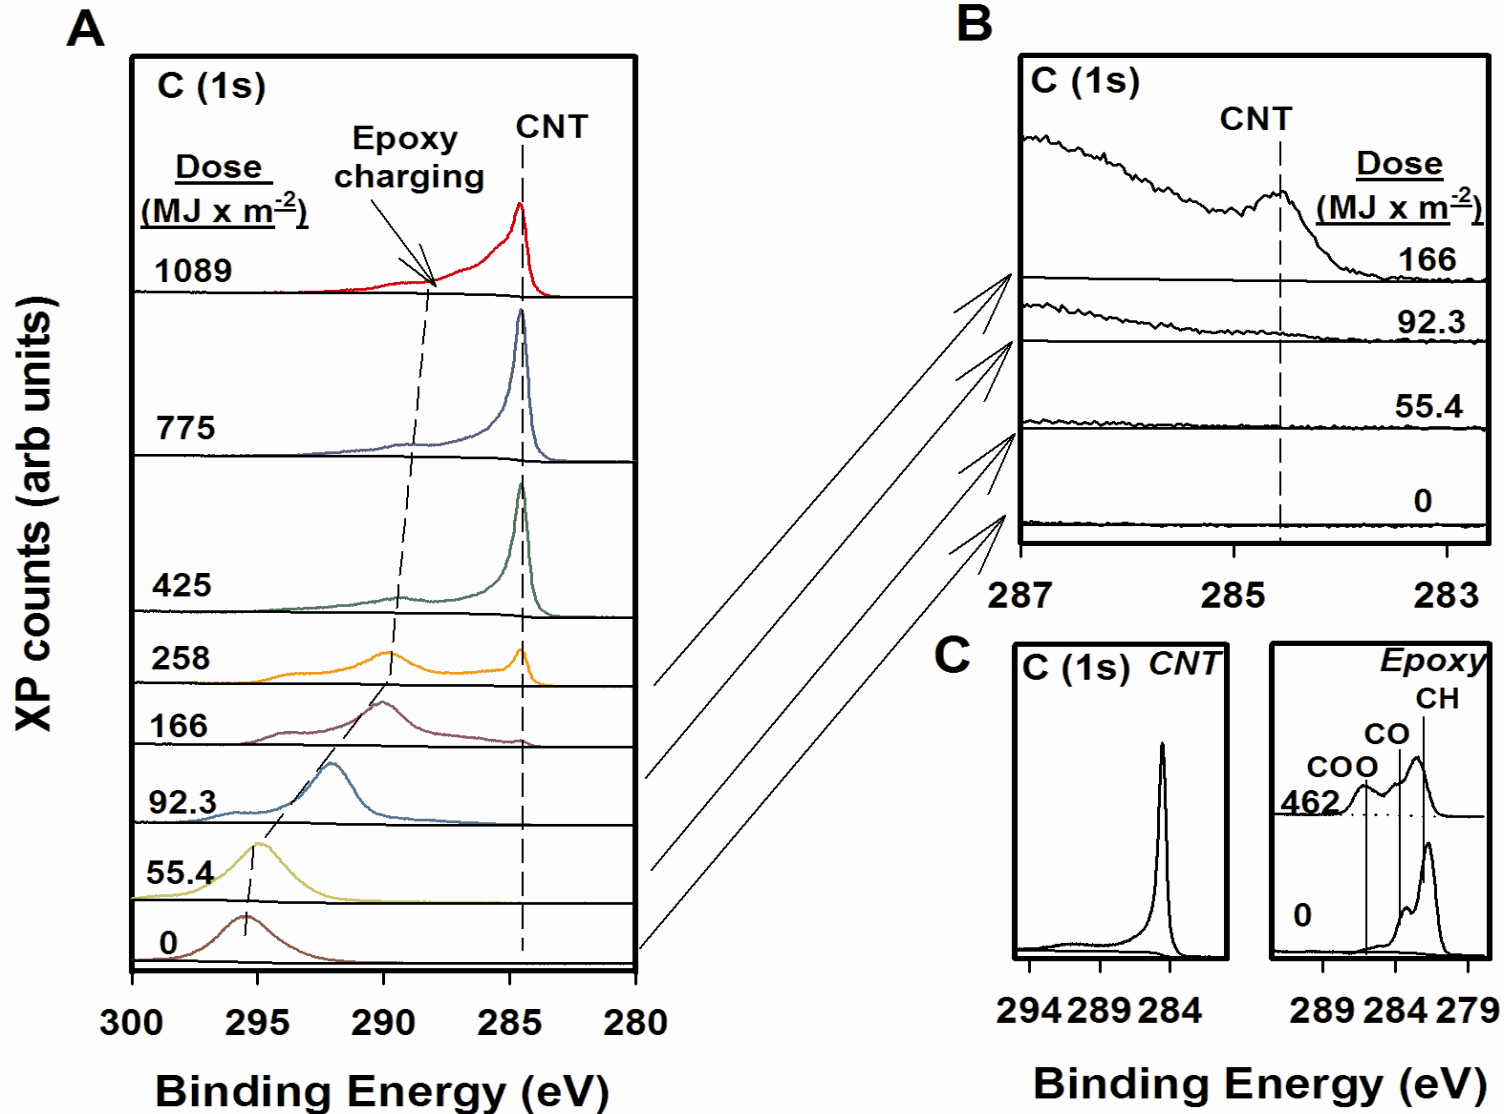 A
C (1s)
CNT
Epoxy
charging
Dose
(MJ x m-2)
1089
775
425
258
166
92.3
55.4
0
XP counts (arb units)
300 295 290 285 280
Binding Energy (eV)
B
C (1s)
CNT
Dose
(MJ x m-2)
166
92.3
55.4
0
287 285 283
C
C (1s) CNT
294 289 284
Epoxy
CH
CO
COO
462
0
289 284 279
Binding Energy (eV)